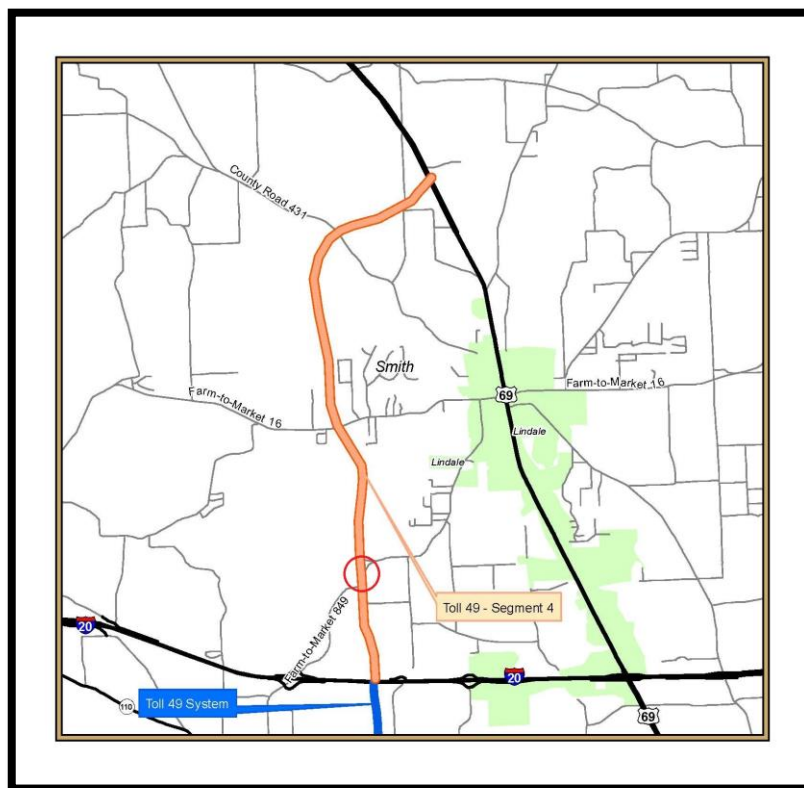 County Road 431
Smith
Farm-to-Market 16
Farm-to-Market 16
69
Lindale
Lindale
Toll 49 - Segment 4
Farm-to-Market 849
20
20
110
Toll 49 System
69